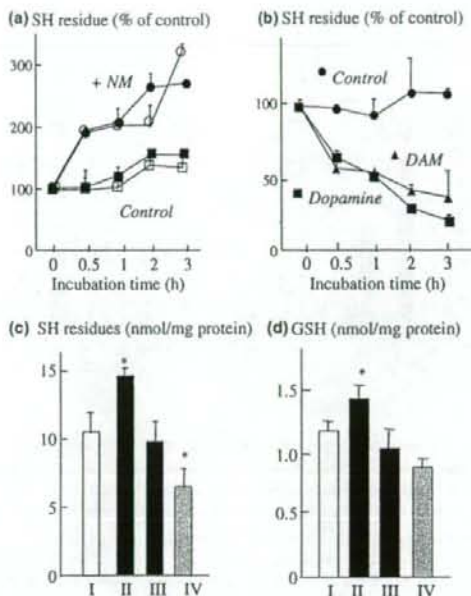 (a) SH residue (% of control)
300
200
100
0
+ NM
Control
0 0.5 1 2 3
Incubation time (h)
(b) SH residue (% of control)
100
50
0
Control
DAM
Dopamine
0 0.5 1 2 3
Incubation time (h)
(c) SH residues (nmol/mg protein)
15
10
5
0
*
*
I II III IV
(d) GSH (nmol/mg protein)
1.5
1.0
0.5
0
*
I II III IV